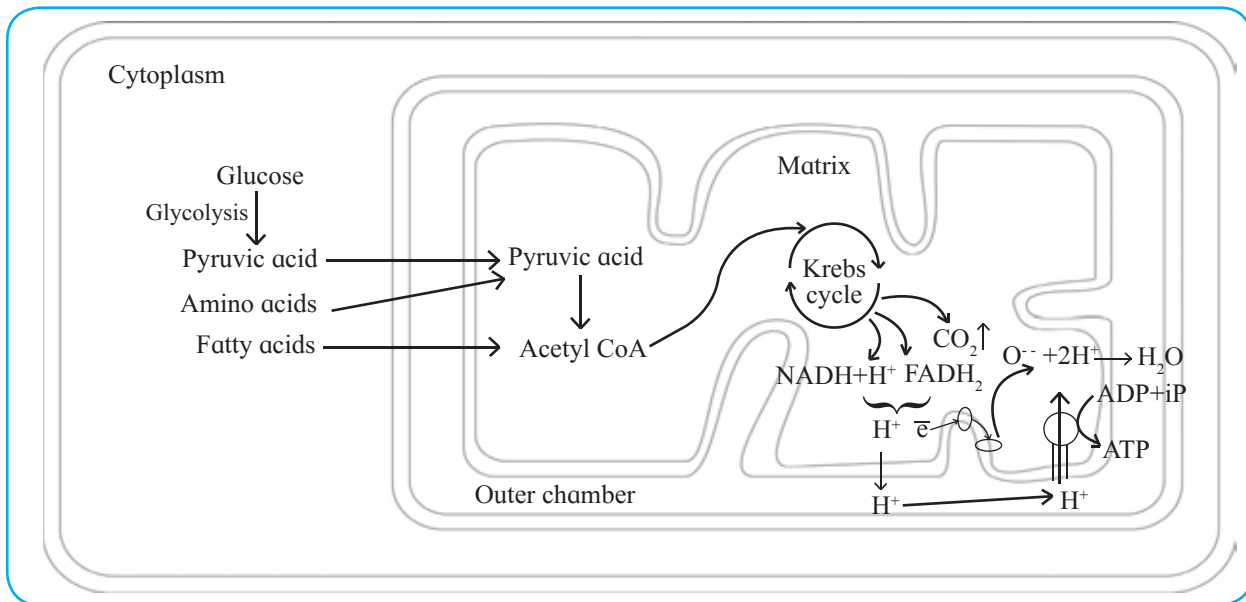 Cytoplasm
Matrix
Glucose
Glycolysis
Pyruvic acid
Pyruvic acid
Amino acids
Fatty acids
Acetyl CoA
Krebs
cycle
CO₂↑
NADH+H⁺ FADH₂
O⁻⁻ +2H⁺ → H₂O
ADP+iP
ATP
H⁺ e̅
Outer chamber
H⁺
H⁺